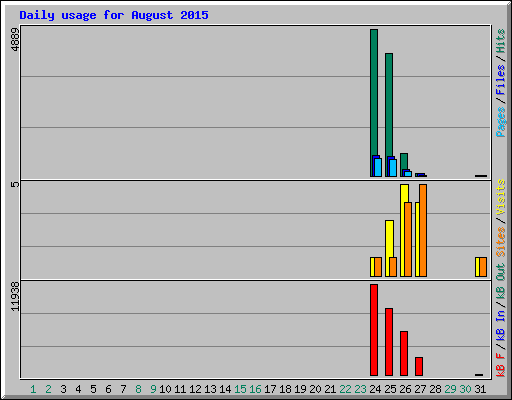 Daily usage for August 2015
4889
Pages/Files/Hits
5
Sites/Visits
11938
kB F/kB In/kB Out
1 2 3 4 5 6 7 8 9 10 11 12 13 14 15 16 17 18 19 20 21 22 23 24 25 26 27 28 29 30 31